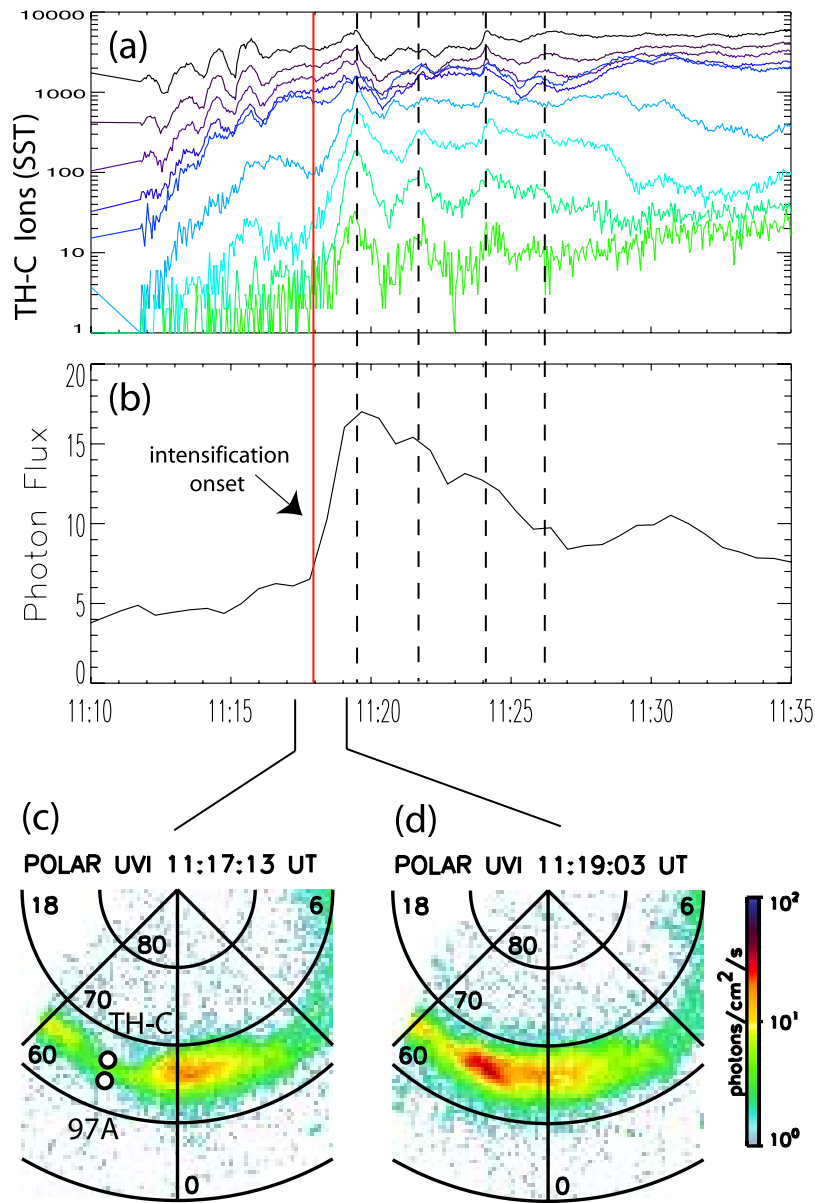 (a)
10000
1000
100
10
1
TH-C Ions (SST)
(b)
20
15
10
5
0
Photon Flux
intensification
onset
11:10
11:15
11:20
11:25
11:30
11:35
(c)
(d)
POLAR UVI 11:17:13 UT
POLAR UVI 11:19:03 UT
18
6
80
70
TH-C
60
97A
0
18
6
80
70
60
0
10²
10¹
10⁰
photons/cm²/s